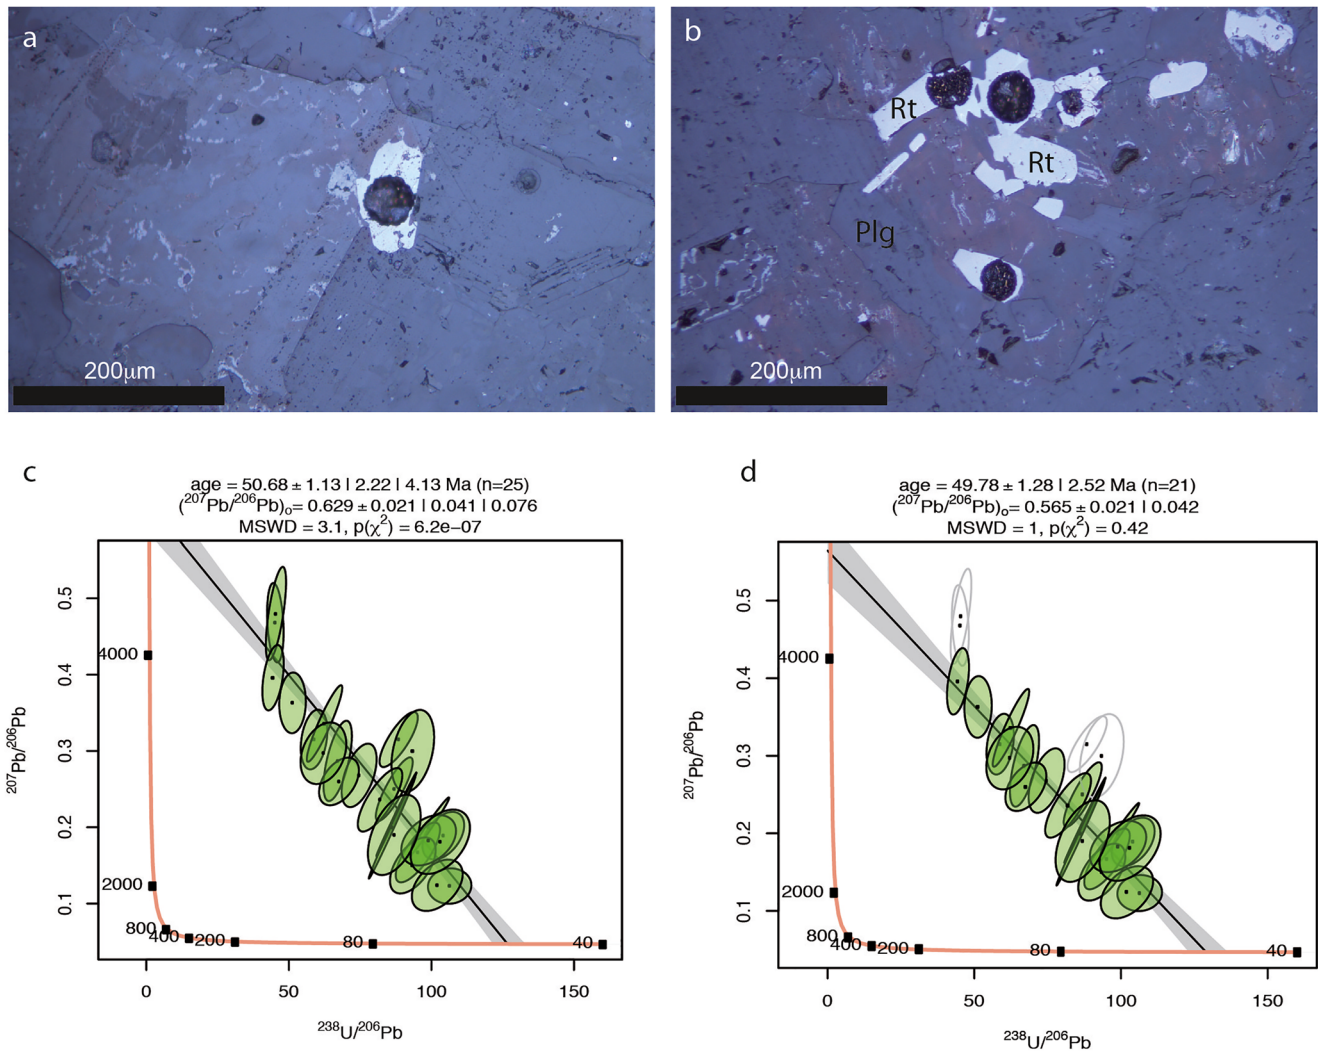 a
200μm
b
Rt
Rt
Plg
200μm
c
age = 50.68 ± 1.13 | 2.22 | 4.13 Ma (n=25)
(²⁰⁷Pb/²⁰⁶Pb)ₒ= 0.629 ± 0.021 | 0.041 | 0.076
MSWD = 3.1, p(χ²) = 6.2e−07
²⁰⁷Pb/²⁰⁶Pb
0.5
0.4
0.3
0.2
0.1
4000
2000
800
400
200
80
40
0
50
100
150
²³⁸U/²⁰⁶Pb
d
age = 49.78 ± 1.28 | 2.52 Ma (n=21)
(²⁰⁷Pb/²⁰⁶Pb)ₒ= 0.565 ± 0.021 | 0.042
MSWD = 1, p(χ²) = 0.42
²⁰⁷Pb/²⁰⁶Pb
0.5
0.4
0.3
0.2
0.1
4000
2000
800
400
200
80
40
0
50
100
150
²³⁸U/²⁰⁶Pb